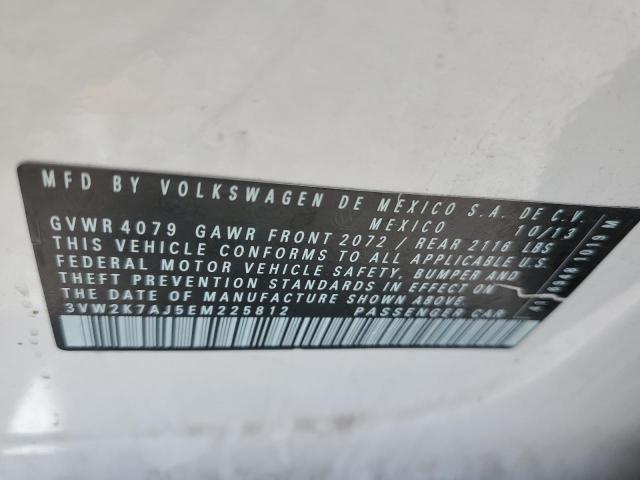 MFD BY VOLKSWAGEN DE MEXICO S.A. DE C.V.
MEXICO 10/13
GVWR 4079 GAWR FRONT 2072 / REAR 2116 LBS
THIS VEHICLE CONFORMS TO ALL APPLICABLE U.S.
FEDERAL MOTOR VEHICLE SAFETY, BUMPER AND
THEFT PREVENTION STANDARDS IN EFFECT ON
THE DATE OF MANUFACTURE SHOWN ABOVE.
3VW2K7AJ5EM225812 PASSENGER CAR
1019 M